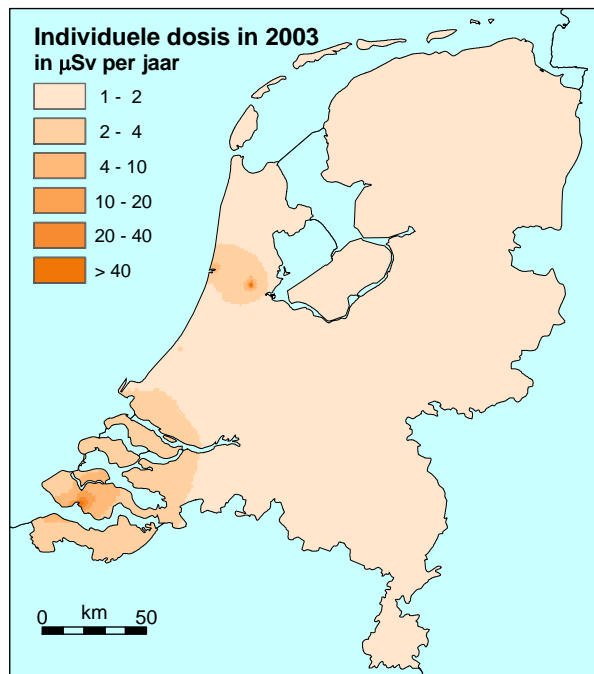 Individuele dosis in 2003
in μSv per jaar
1 - 2
2 - 4
4 - 10
10 - 20
20 - 40
> 40
km
0 50